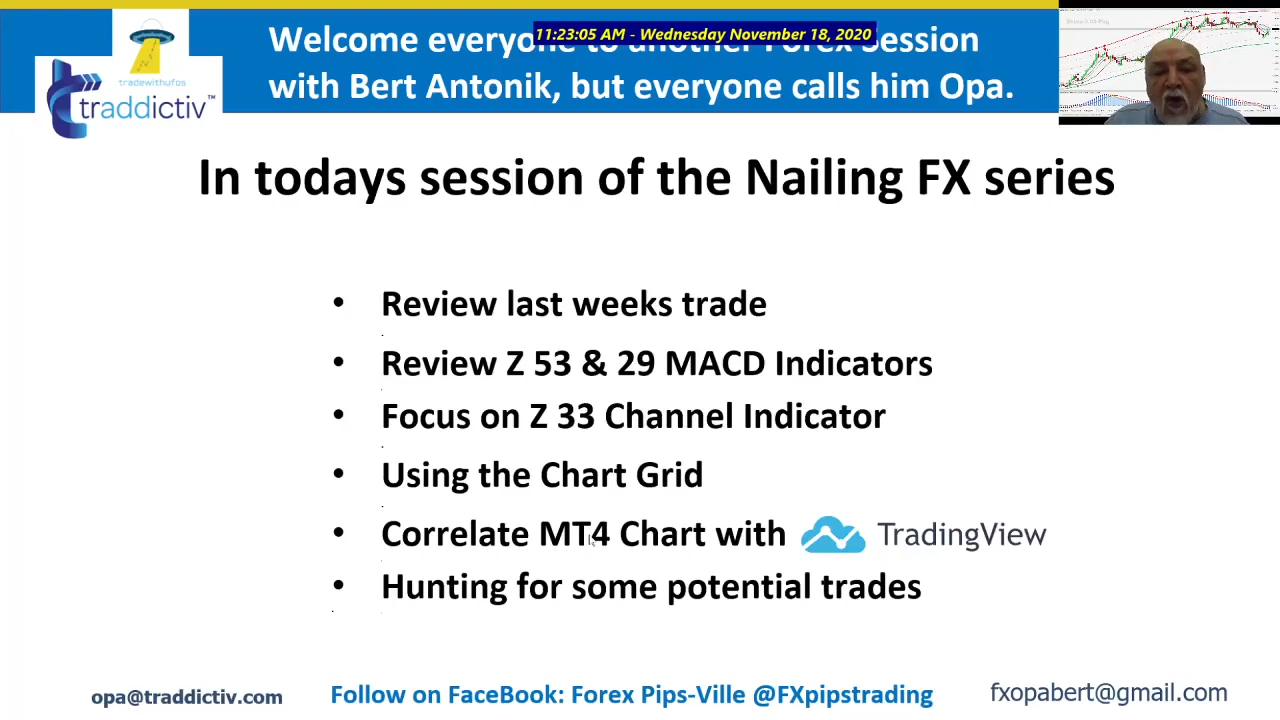 Welcome everyone to another Forex session
11:23:05 AM - Wednesday November 18, 2020
with Bert Antonik, but everyone calls him Opa.
tradewithufos
traddictiv™
In todays session of the Nailing FX series
• Review last weeks trade
• Review Z 53 & 29 MACD Indicators
• Focus on Z 33 Channel Indicator
• Using the Chart Grid
• Correlate MT4 Chart with TradingView
• Hunting for some potential trades
opa@traddictiv.com
Follow on FaceBook: Forex Pips-Ville @FXpipstrading
fxopabert@gmail.com